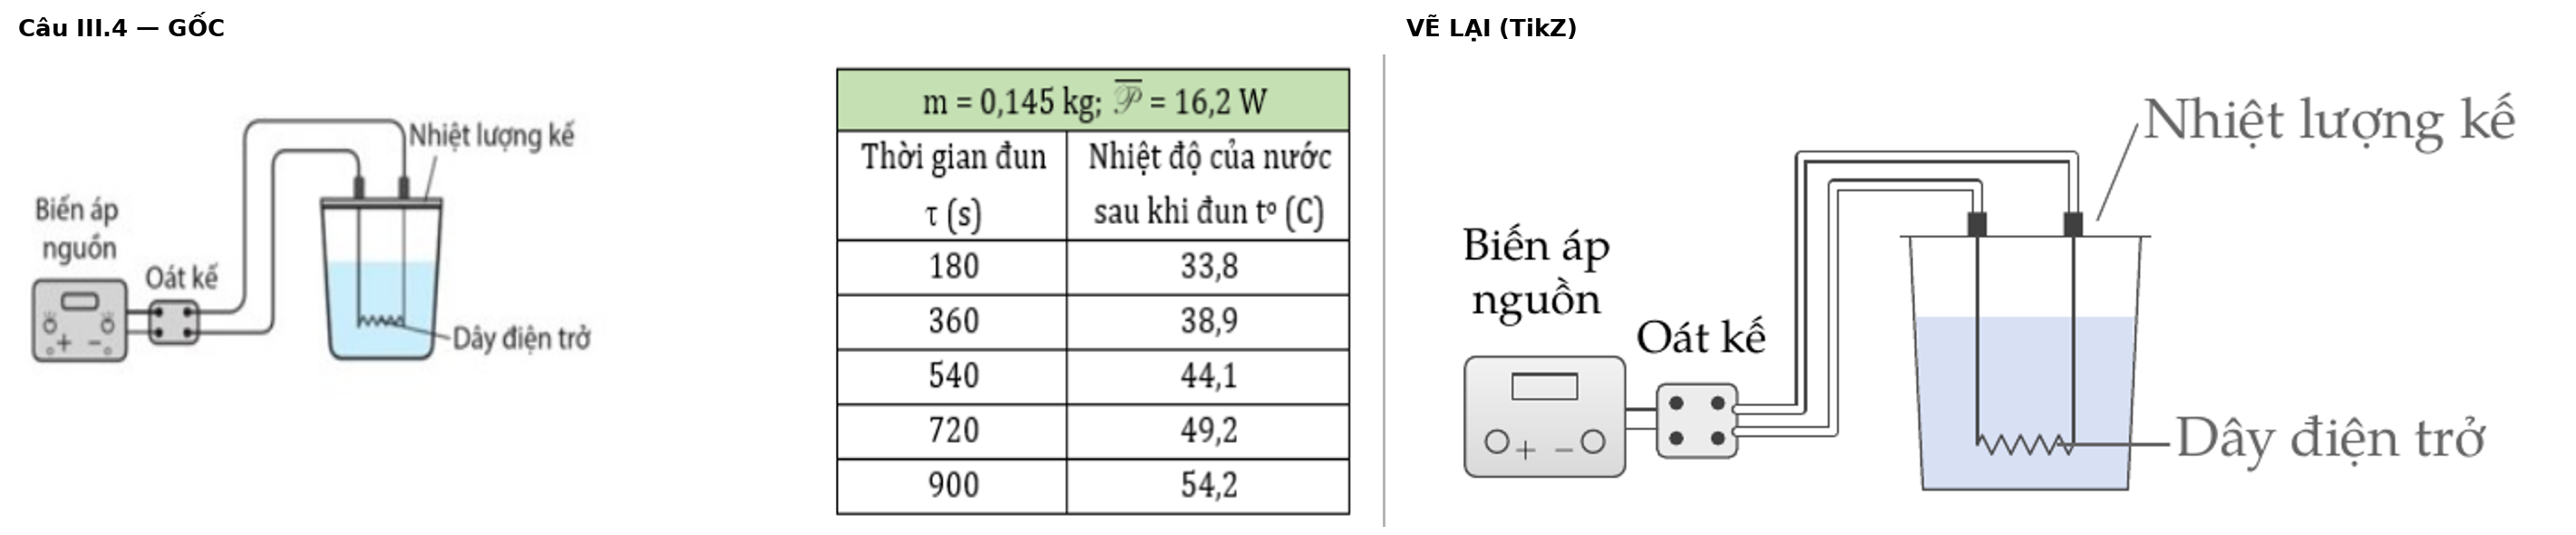 Câu III.4 — GỐC
Nhiệt lượng kế
Biến áp
nguồn
Oát kế
+ −
Dây điện trở
m = 0,145 kg; 𝒫̅ = 16,2 W
Thời gian đun
τ (s)
Nhiệt độ của nước
sau khi đun tº (C)
180 33,8
360 38,9
540 44,1
720 49,2
900 54,2
VẼ LẠI (TikZ)
Nhiệt lượng kế
Biến áp
nguồn
Oát kế
+ −
Dây điện trở